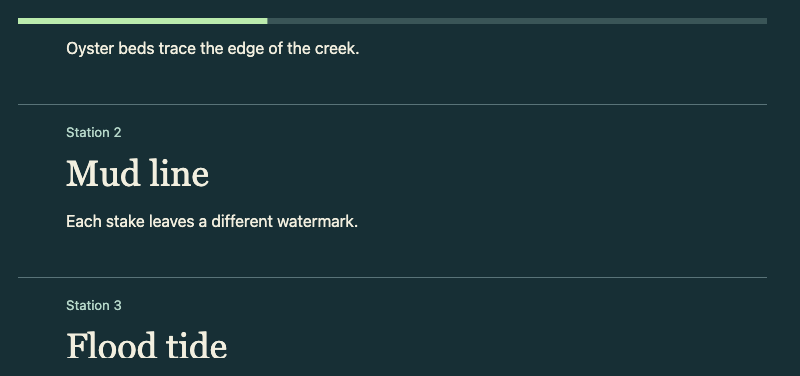 Oyster beds trace the edge of the creek.
Station 2
Mud line
Each stake leaves a different watermark.
Station 3
Flood tide